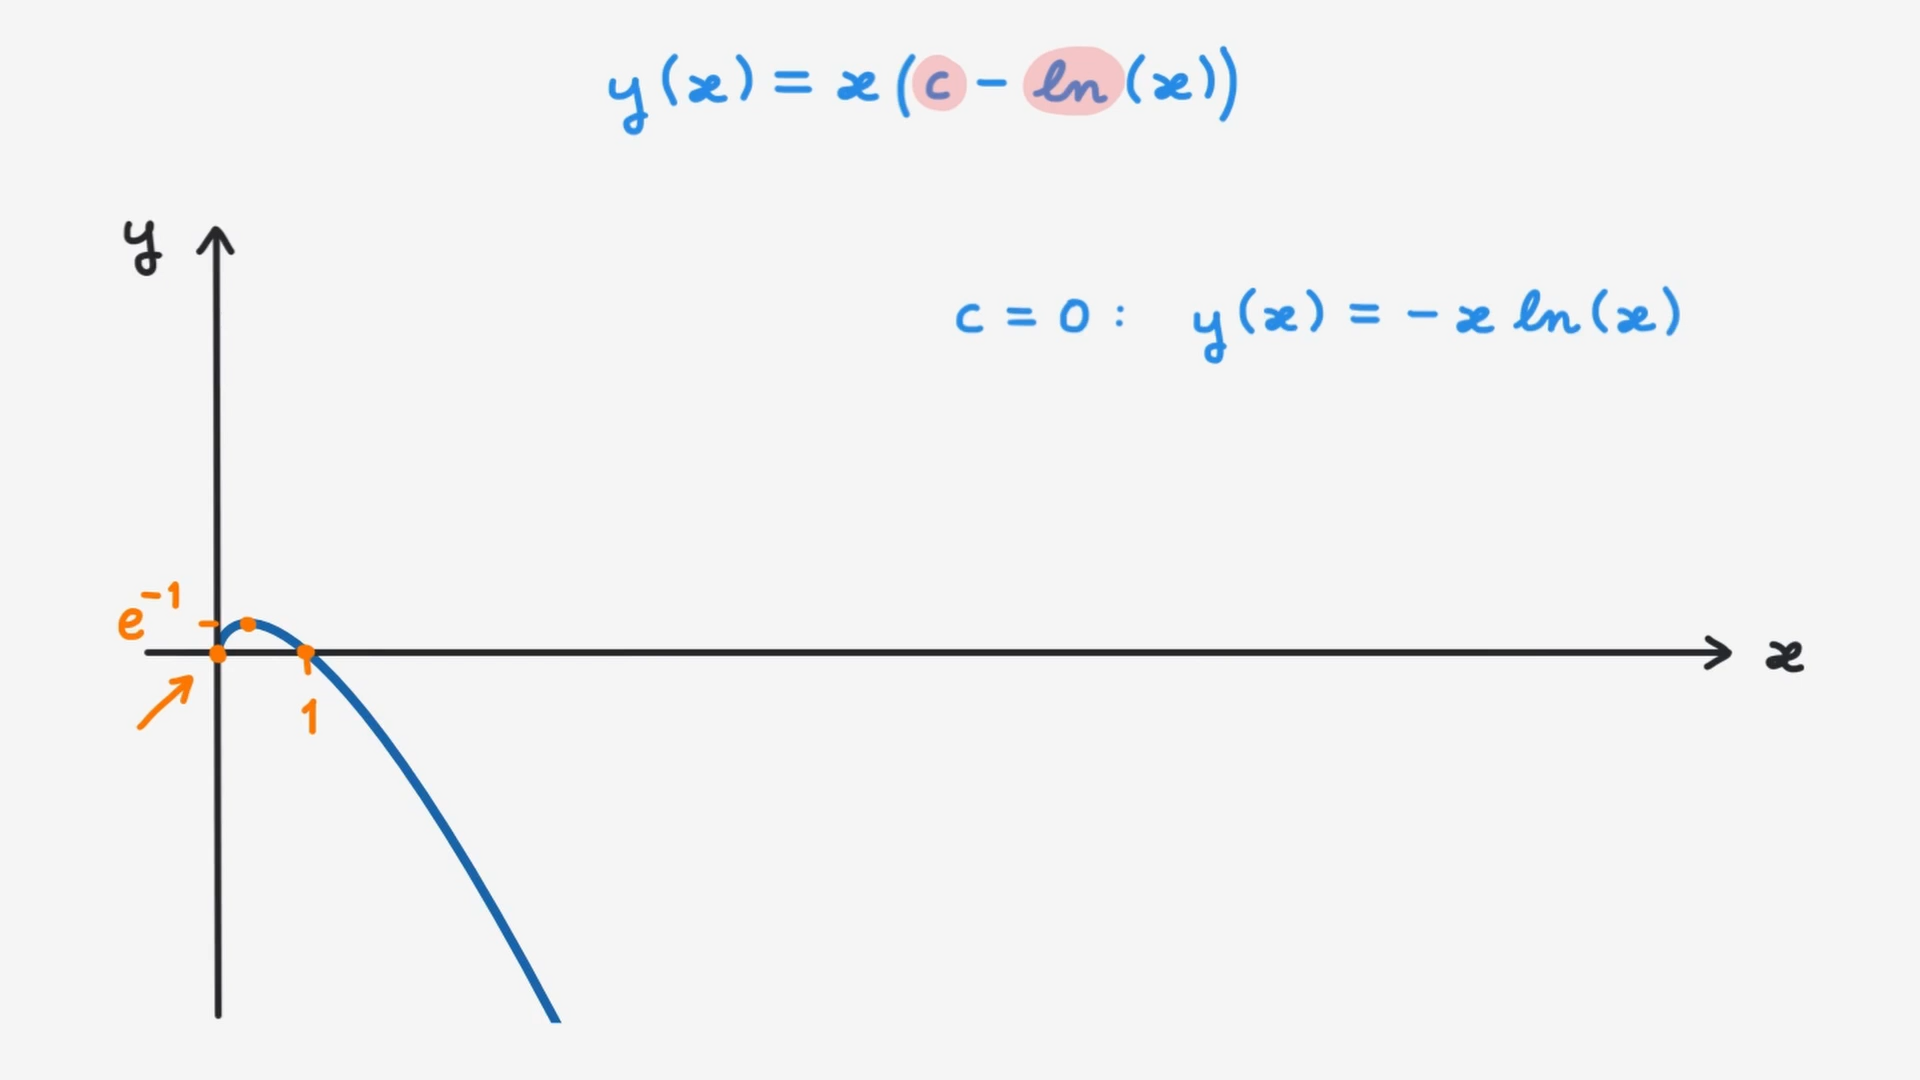 y(x) = x(c - ln(x))
y
c = 0 : y(x) = - x ln(x)
e⁻¹
x
1